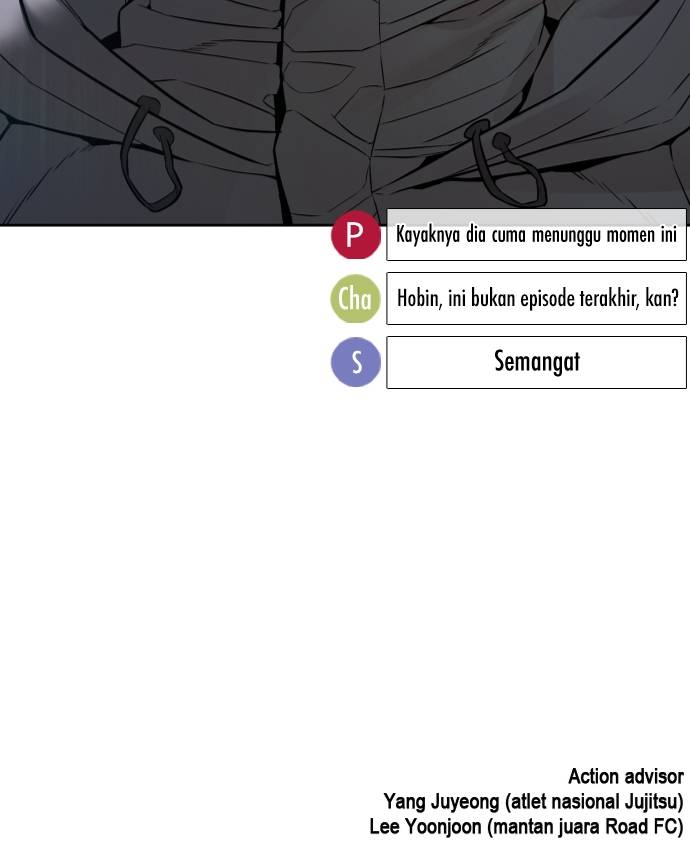 P Kayaknya dia cuma menunggu momen ini
Cha Hobin, ini bukan episode terakhir, kan?
S Semangat
Action advisor
Yang Juyeong (atlet nasional Jujitsu)
Lee Yoonjoon (mantan juara Road FC)